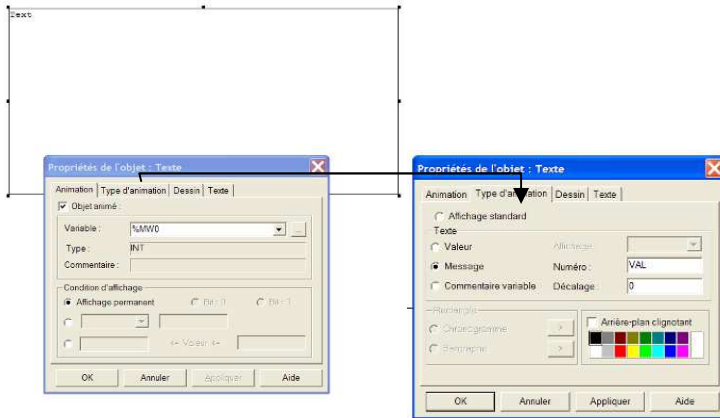 Text
Propriétés de l'objet : Texte
Animation Type d'animation Dessin Texte
Objet animé :
Variable : %MW0 ...
Type : INT
Commentaire :
Condition d'affichage
Affichage permanent Bit : 0 Bit : 1
<- Valeur <-
OK Annuler Appliquer Aide
Propriétés de l'objet : Texte
Animation Type d'animation Dessin Texte
Affichage standard
Texte
Valeur Affichage :
Message Numéro : VAL
Commentaire variable Décalage : 0
Rectangle
Chronogramme >
Bargraphe >
Arrière-plan clignotant
OK Annuler Appliquer Aide